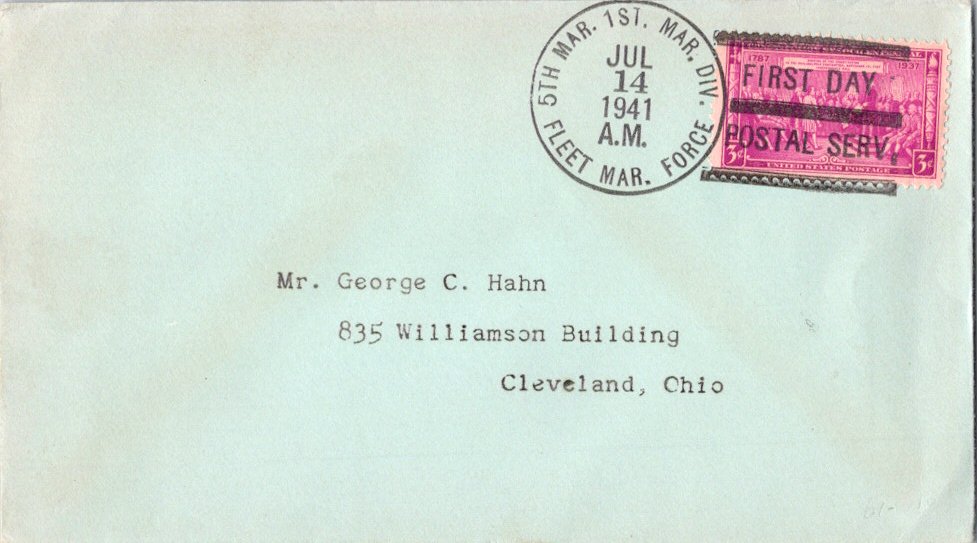 5TH MAR. 1ST. MAR. DIV.
JUL
14
1941
A.M.
FLEET MAR. FORCE
1787
1937
FIRST DAY
POSTAL SERV.
3¢
3¢
UNITED STATES POSTAGE
Mr. George C. Hahn
835 Williamson Building
Cleveland, Ohio